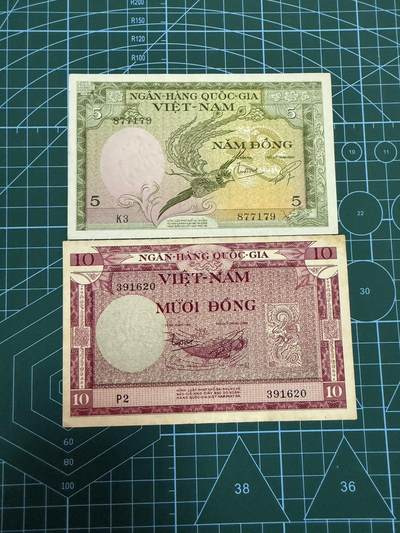 R200
R150
R120
R100
NGÂN-HÀNG QUỐC-GIA
VIỆT-NAM
5
5
877179
NĂM ĐỒNG
5
5
K3
877179
10
NGÂN-HÀNG QUỐC-GIA
10
VIỆT-NAM
391620
MƯỜI ĐỒNG
10
P2
391620
10
19
11
22
30
60
80
100
38
36